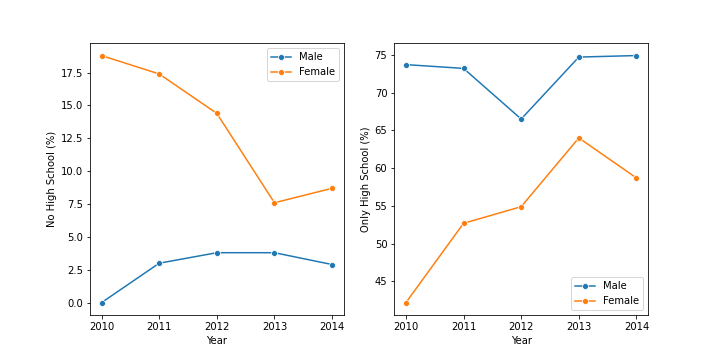 No High School (%)
17.5
15.0
12.5
10.0
7.5
5.0
2.5
0.0
2010 2011 2012 2013 2014
Year
Male
Female
Only High School (%)
75
70
65
60
55
50
45
2010 2011 2012 2013 2014
Year
Male
Female